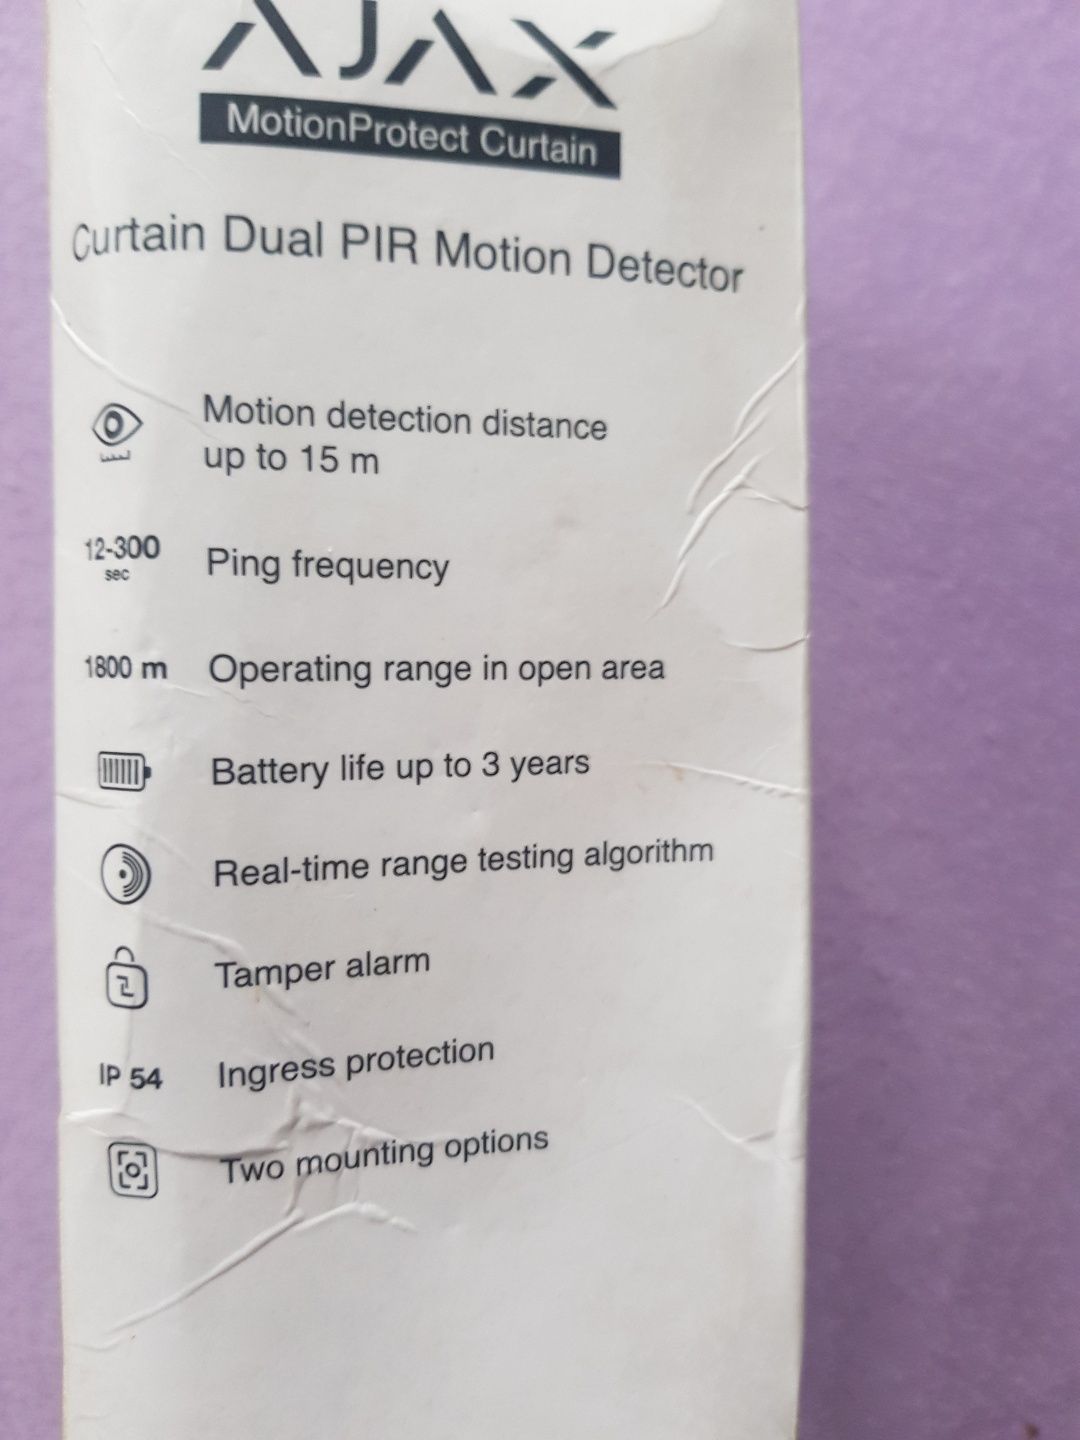 AJAX
MotionProtect Curtain
Curtain Dual PIR Motion Detector
Motion detection distance
up to 15 m
12-300
sec
Ping frequency
1800 m Operating range in open area
Battery life up to 3 years
Real-time range testing algorithm
Tamper alarm
IP 54 Ingress protection
Two mounting options